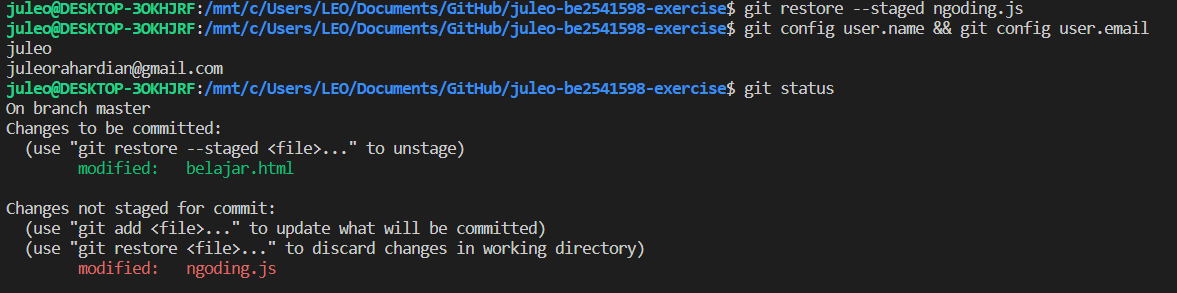 juleo@DESKTOP-3OKHJRF:/mnt/c/Users/LEO/Documents/GitHub/juleo-be2541598-exercise$ git restore --staged ngoding.js
juleo@DESKTOP-3OKHJRF:/mnt/c/Users/LEO/Documents/GitHub/juleo-be2541598-exercise$ git config user.name && git config user.email
juleo
juleorahardian@gmail.com
juleo@DESKTOP-3OKHJRF:/mnt/c/Users/LEO/Documents/GitHub/juleo-be2541598-exercise$ git status
On branch master
Changes to be committed:
  (use "git restore --staged <file>..." to unstage)
        modified:   belajar.html

Changes not staged for commit:
  (use "git add <file>..." to update what will be committed)
  (use "git restore <file>..." to discard changes in working directory)
        modified:   ngoding.js